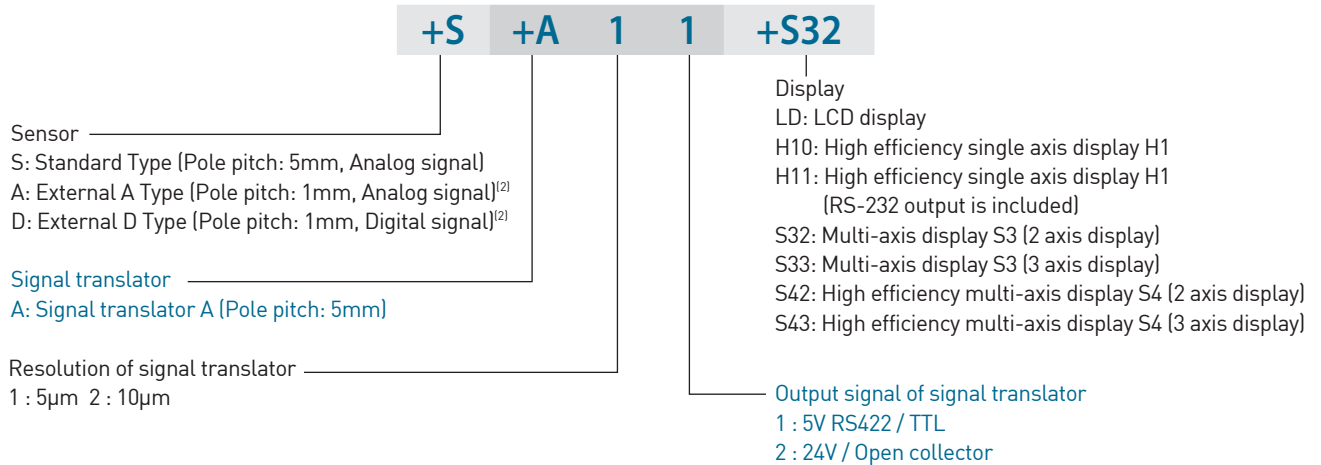 +S +A 1 1 +S32
Sensor
S: Standard Type (Pole pitch: 5mm, Analog signal)
A: External A Type (Pole pitch: 1mm, Analog signal)(2)
D: External D Type (Pole pitch: 1mm, Digital signal)(2)
Signal translator
A: Signal translator A (Pole pitch: 5mm)
Resolution of signal translator
1 : 5µm 2 : 10µm
Display
LD: LCD display
H10: High efficiency single axis display H1
H11: High efficiency single axis display H1
(RS-232 output is included)
S32: Multi-axis display S3 (2 axis display)
S33: Multi-axis display S3 (3 axis display)
S42: High efficiency multi-axis display S4 (2 axis display)
S43: High efficiency multi-axis display S4 (3 axis display)
Output signal of signal translator
1 : 5V RS422 / TTL
2 : 24V / Open collector